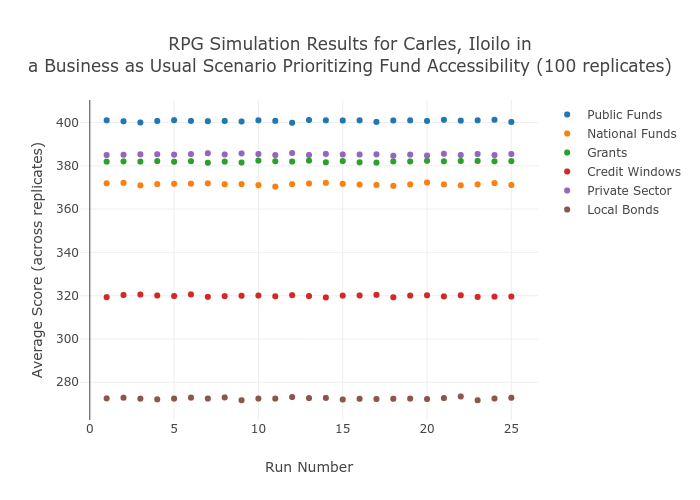 RPG Simulation Results for Carles, Iloilo in
a Business as Usual Scenario Prioritizing Fund Accessibility (100 replicates)
Average Score (across replicates)
400
380
360
340
320
300
280
0
5
10
15
20
25
Run Number
Public Funds
National Funds
Grants
Credit Windows
Private Sector
Local Bonds